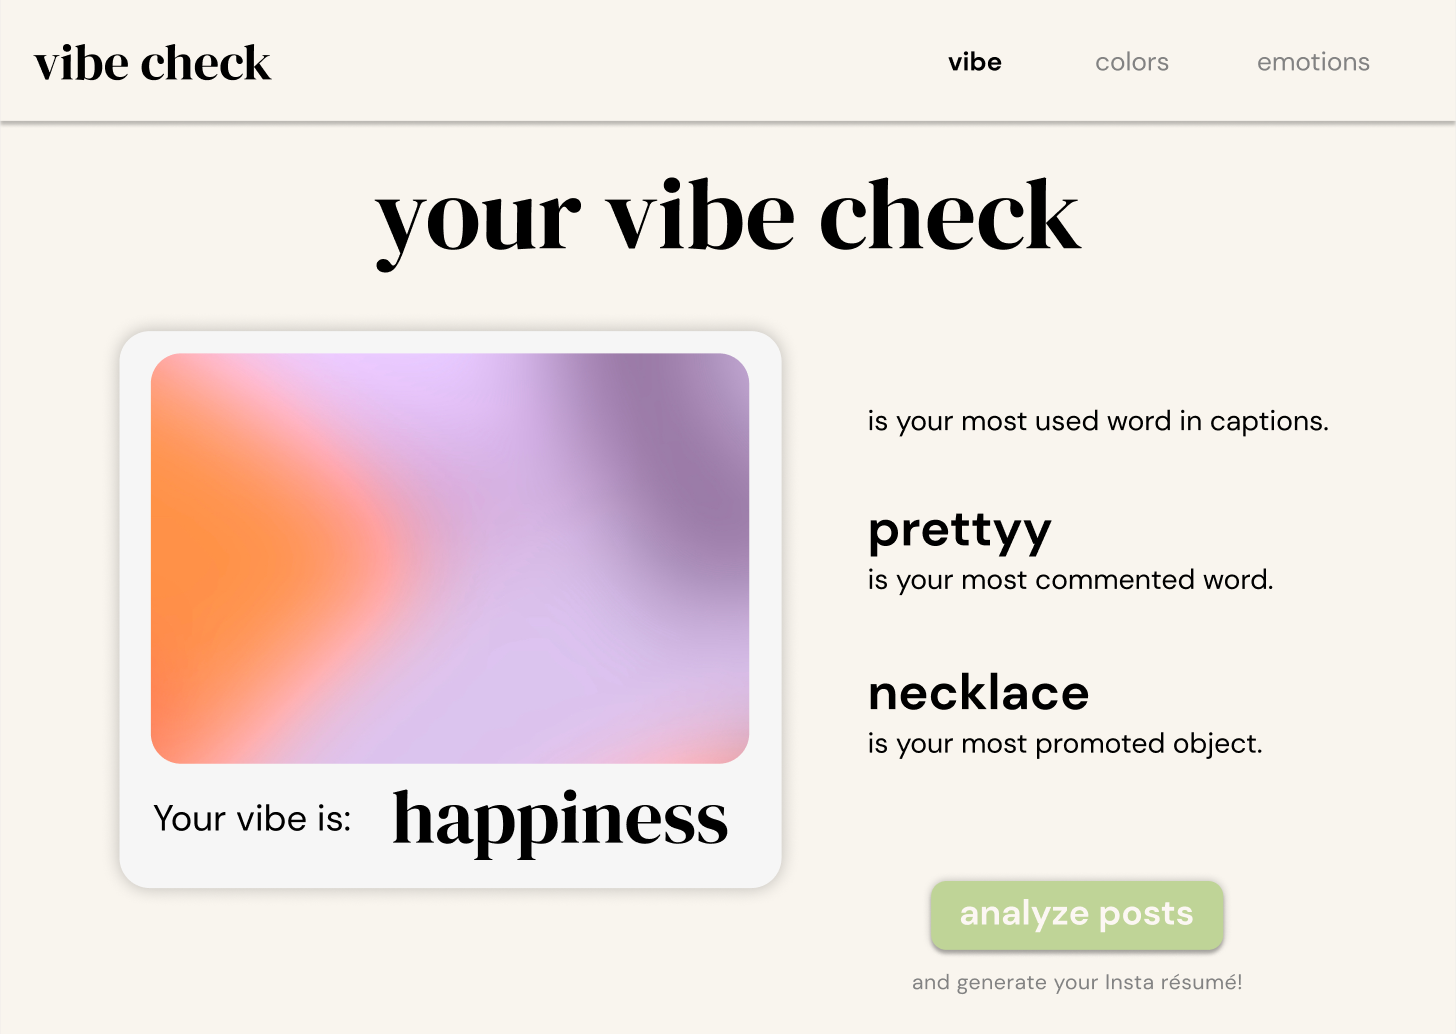 vibe check
vibe colors emotions
your vibe check
Your vibe is: happiness
is your most used word in captions.
prettyy
is your most commented word.
necklace
is your most promoted object.
analyze posts
and generate your Insta résumé!